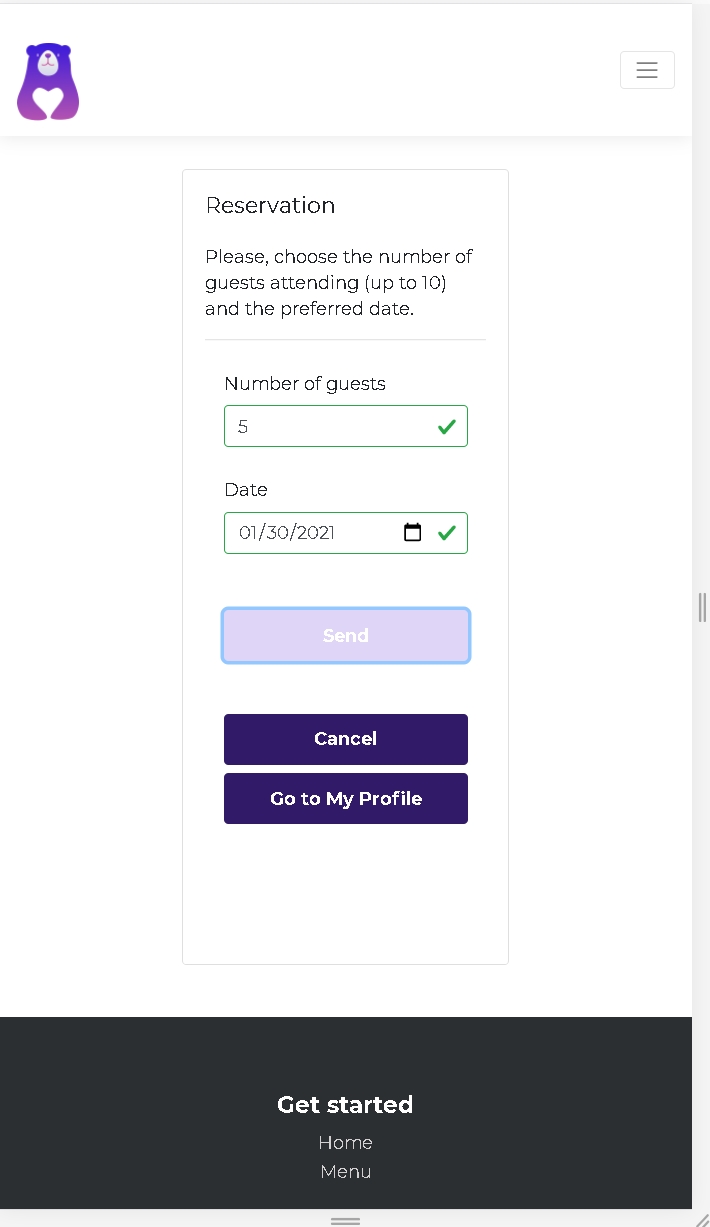 Reservation
Please, choose the number of
guests attending (up to 10)
and the preferred date.
Number of guests
5
Date
01/30/2021
Send
Cancel
Go to My Profile
Get started
Home
Menu